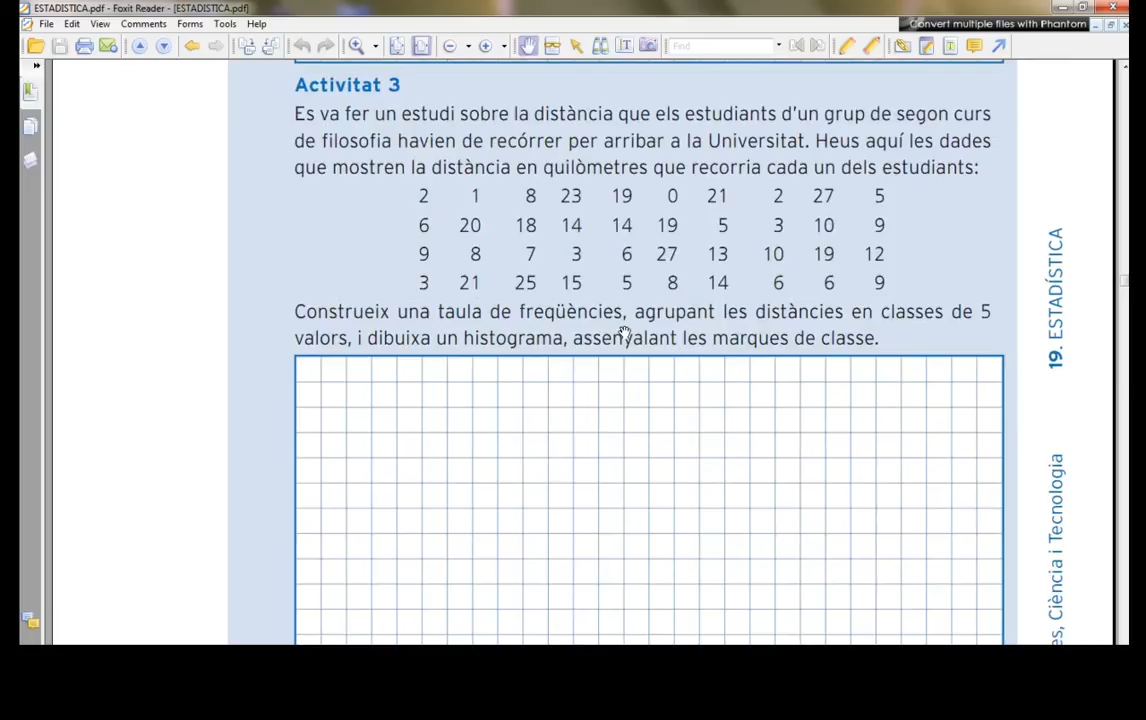 ESTADISTICA.pdf - Foxit Reader - [ESTADISTICA.pdf]
File Edit View Comments Forms Tools Help
Convert multiple files with Phantom
Find
Activitat 3
Es va fer un estudi sobre la distància que els estudiants d'un grup de segon curs
de filosofia havien de recórrer per arribar a la Universitat. Heus aquí les dades
que mostren la distància en quilòmetres que recorria cada un dels estudiants:
2 1 8 23 19 0 21 2 27 5
6 20 18 14 14 19 5 3 10 9
9 8 7 3 6 27 13 10 19 12
3 21 25 15 5 8 14 6 6 9
Construeix una taula de freqüències, agrupant les distàncies en classes de 5
valors, i dibuixa un histograma, assenyalant les marques de classe.
19. ESTADÍSTICA
es, Ciència i Tecnologia